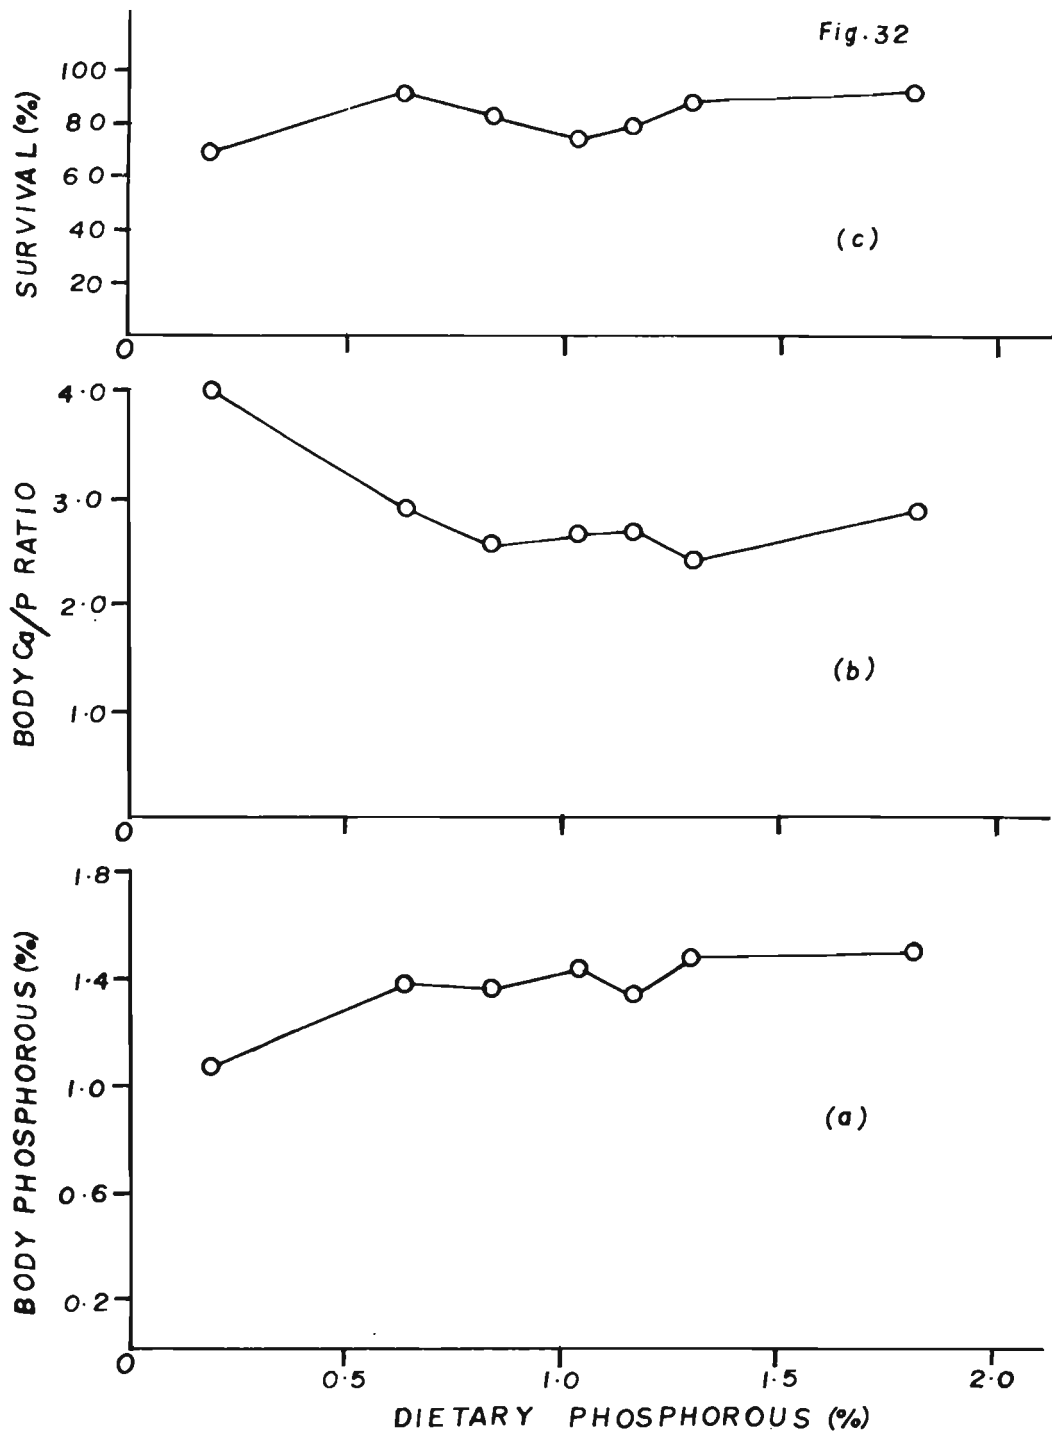 Fig.32
SURVIVAL (%)
100
80
60
40
20
0
(c)
BODY Ca/P RATIO
4.0
3.0
2.0
1.0
0
(b)
BODY PHOSPHOROUS (%)
1.8
1.4
1.0
0.6
0.2
0
(a)
0.5 1.0 1.5 2.0
DIETARY PHOSPHOROUS (%)